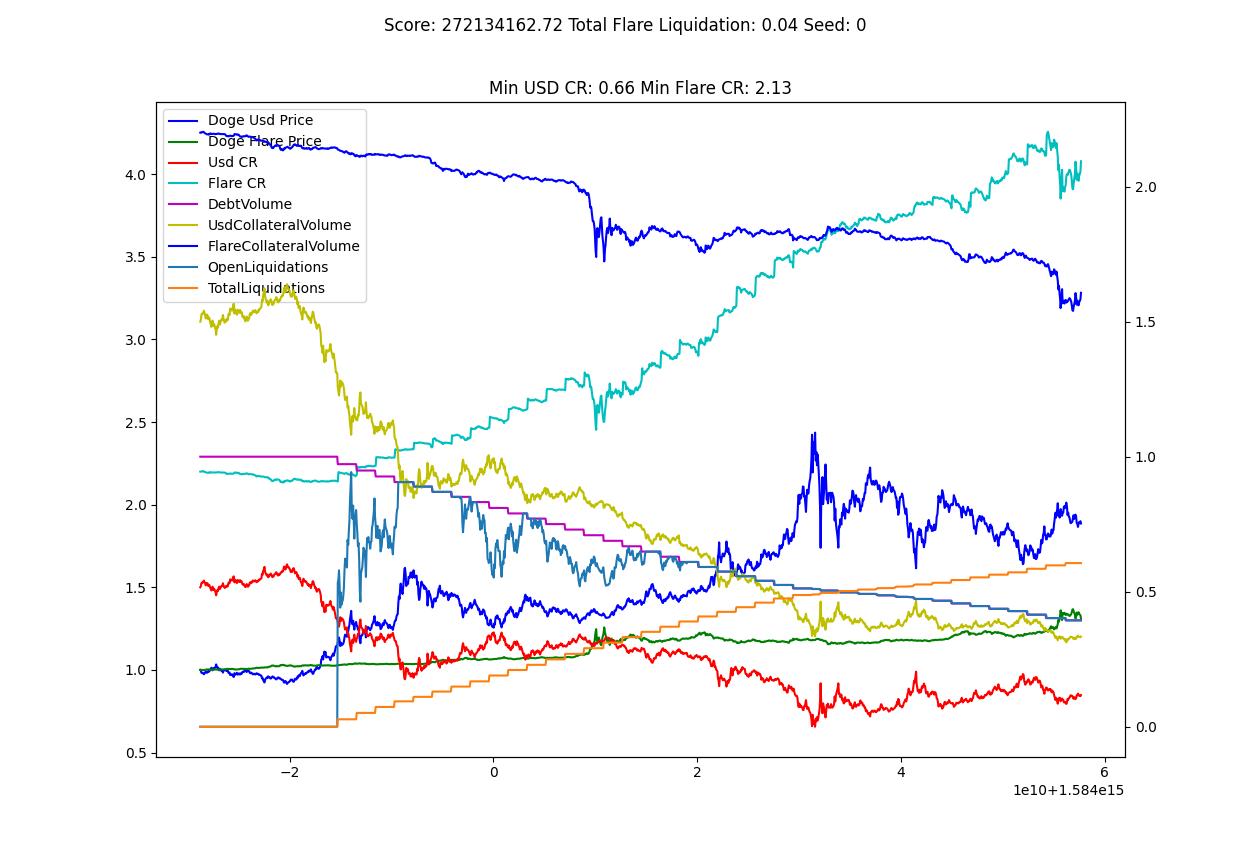 Score: 272134162.72 Total Flare Liquidation: 0.04 Seed: 0
Min USD CR: 0.66 Min Flare CR: 2.13
Doge Usd Price
Doge Flare Price
Usd CR
Flare CR
DebtVolume
UsdCollateralVolume
FlareCollateralVolume
OpenLiquidations
TotalLiquidations
4.0
3.5
3.0
2.5
2.0
1.5
1.0
0.5
2.0
1.5
1.0
0.5
0.0
−2
0
2
4
6
1e10+1.584e15